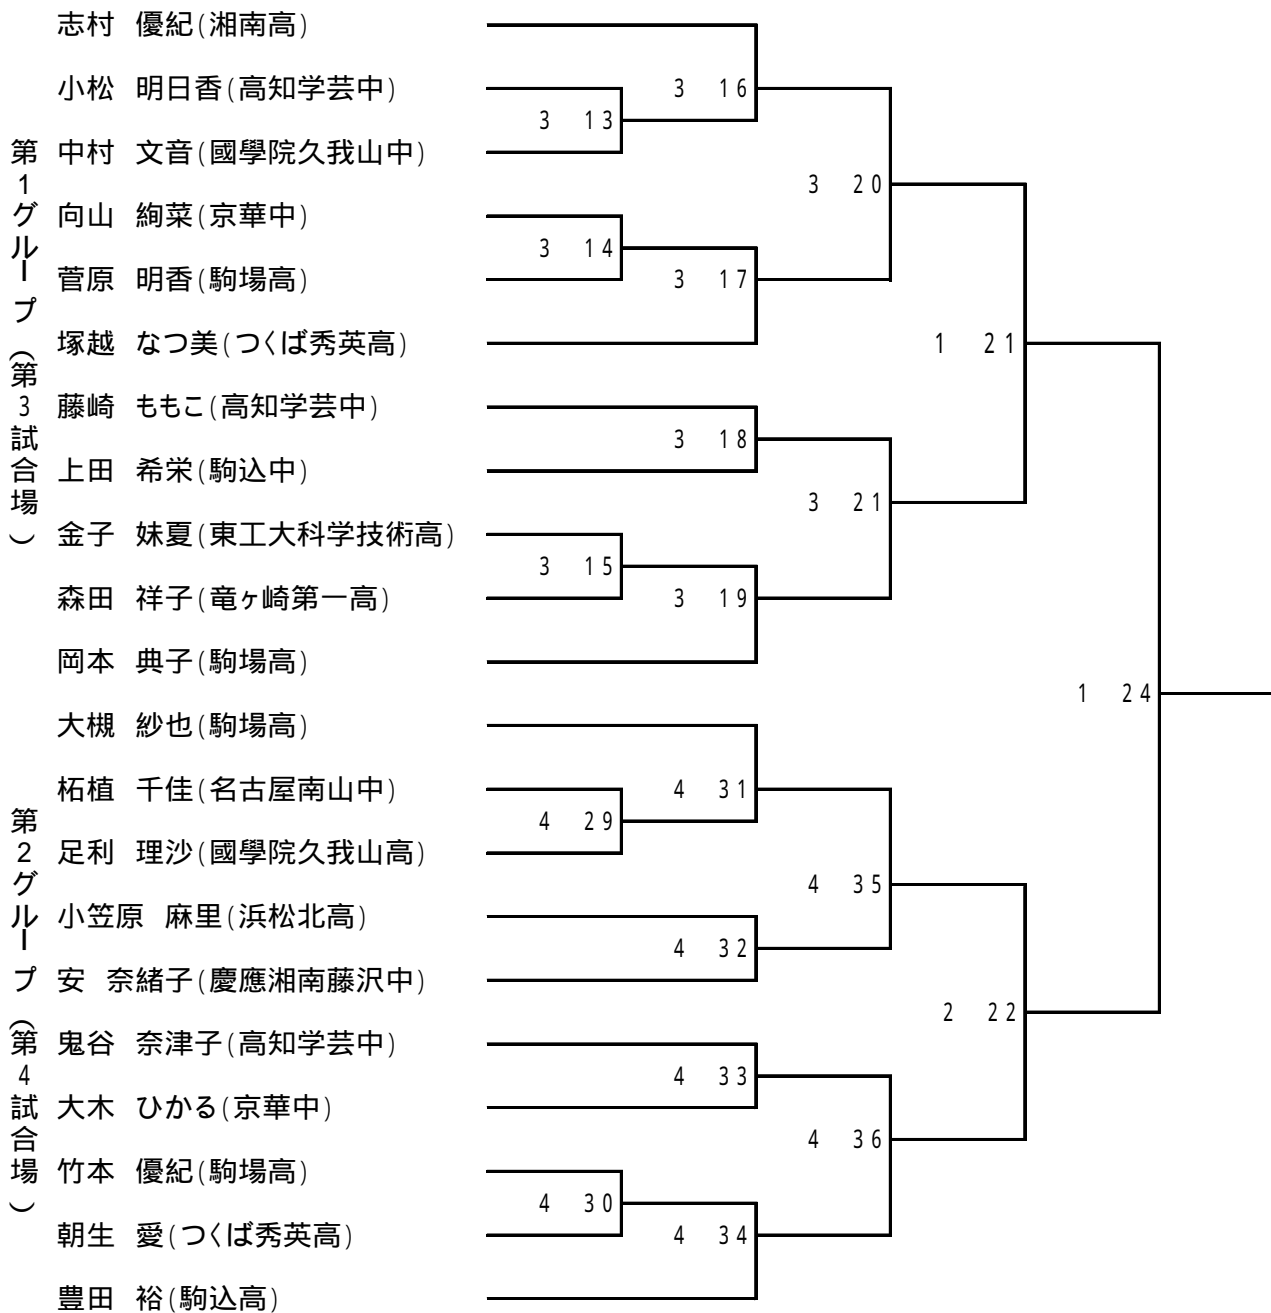 志村 優紀(湘南高)
小松 明日香(高知学芸中)
3 16
3 13
第1グループ(第3試合場)
中村 文音(國學院久我山中)
3 20
向山 絢菜(京華中)
3 14
菅原 明香(駒場高)
3 17
塚越 なつ美(つくば秀英高)
1 21
藤崎 ももこ(高知学芸中)
3 18
上田 希栄(駒込中)
3 21
金子 妹夏(東工大科学技術高)
3 15
森田 祥子(竜ヶ崎第一高)
3 19
岡本 典子(駒場高)
1 24
大槻 紗也(駒場高)
柘植 千佳(名古屋南山中)
4 31
4 29
第2グループ(第4試合場)
足利 理沙(國學院久我山高)
4 35
小笠原 麻里(浜松北高)
4 32
安 奈緒子(慶應湘南藤沢中)
2 22
鬼谷 奈津子(高知学芸中)
4 33
大木 ひかる(京華中)
4 36
竹本 優紀(駒場高)
4 30
朝生 愛(つくば秀英高)
4 34
豊田 裕(駒込高)